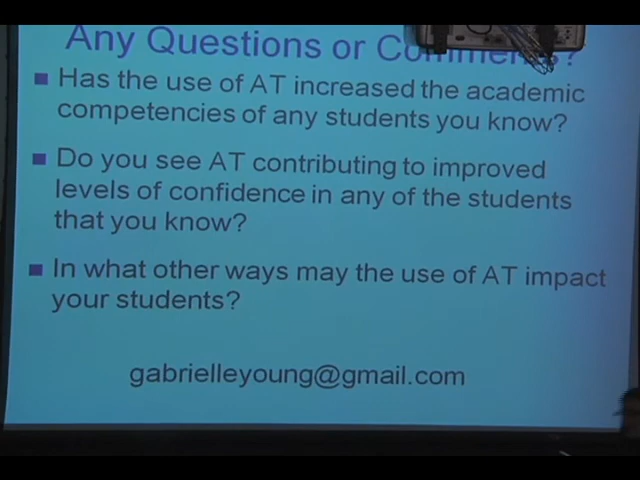 Any Questions or Comments?
■ Has the use of AT increased the academic
competencies of any students you know?
■ Do you see AT contributing to improved
levels of confidence in any of the students
that you know?
■ In what other ways may the use of AT impact
your students?
gabrielleyoung@gmail.com